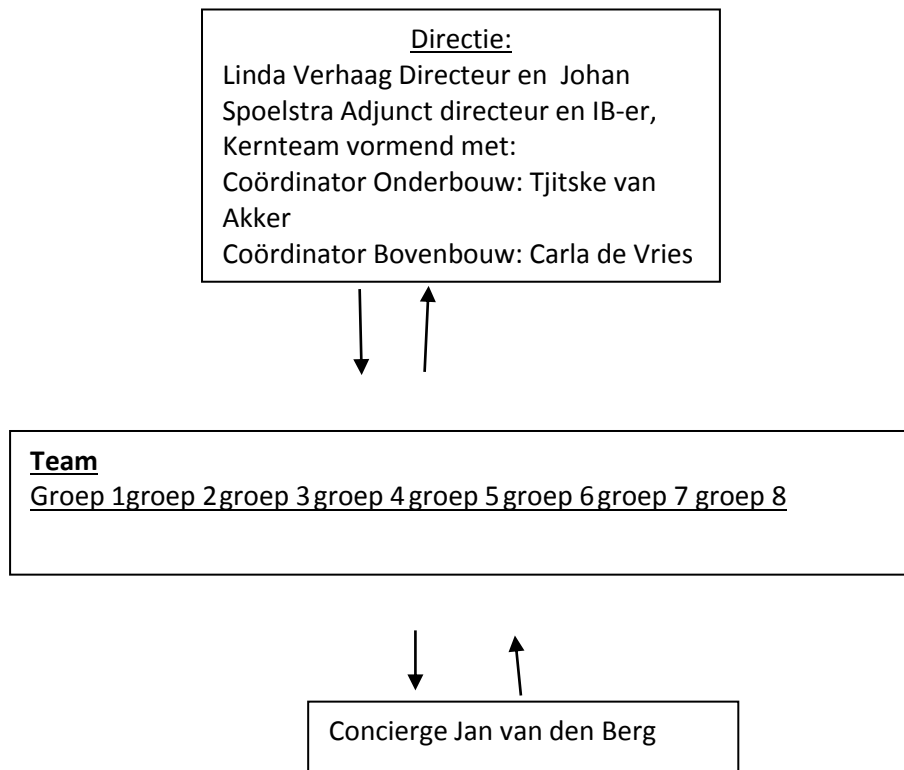 Directie:
Linda Verhaag Directeur en  Johan
Spoelstra Adjunct directeur en IB-er,
Kernteam vormend met:
Coördinator Onderbouw: Tjitske van
Akker
Coördinator Bovenbouw: Carla de Vries
Team
Groep 1groep 2groep 3groep 4groep 5groep 6groep 7 groep 8
Concierge Jan van den Berg